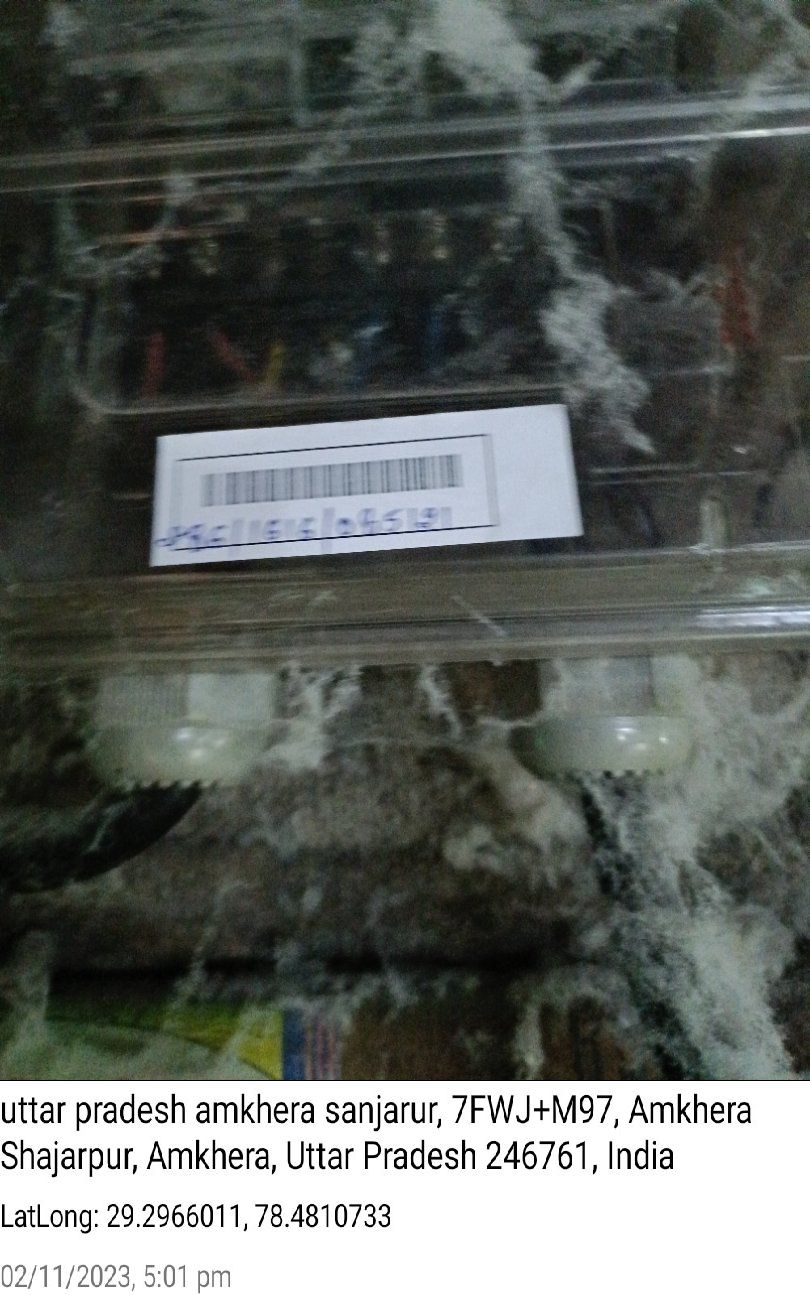 uttar pradesh amkhera sanjarur, 7FWJ+M97, Amkhera
Shajarpur, Amkhera, Uttar Pradesh 246761, India
LatLong: 29.2966011, 78.4810733
02/11/2023, 5:01 pm